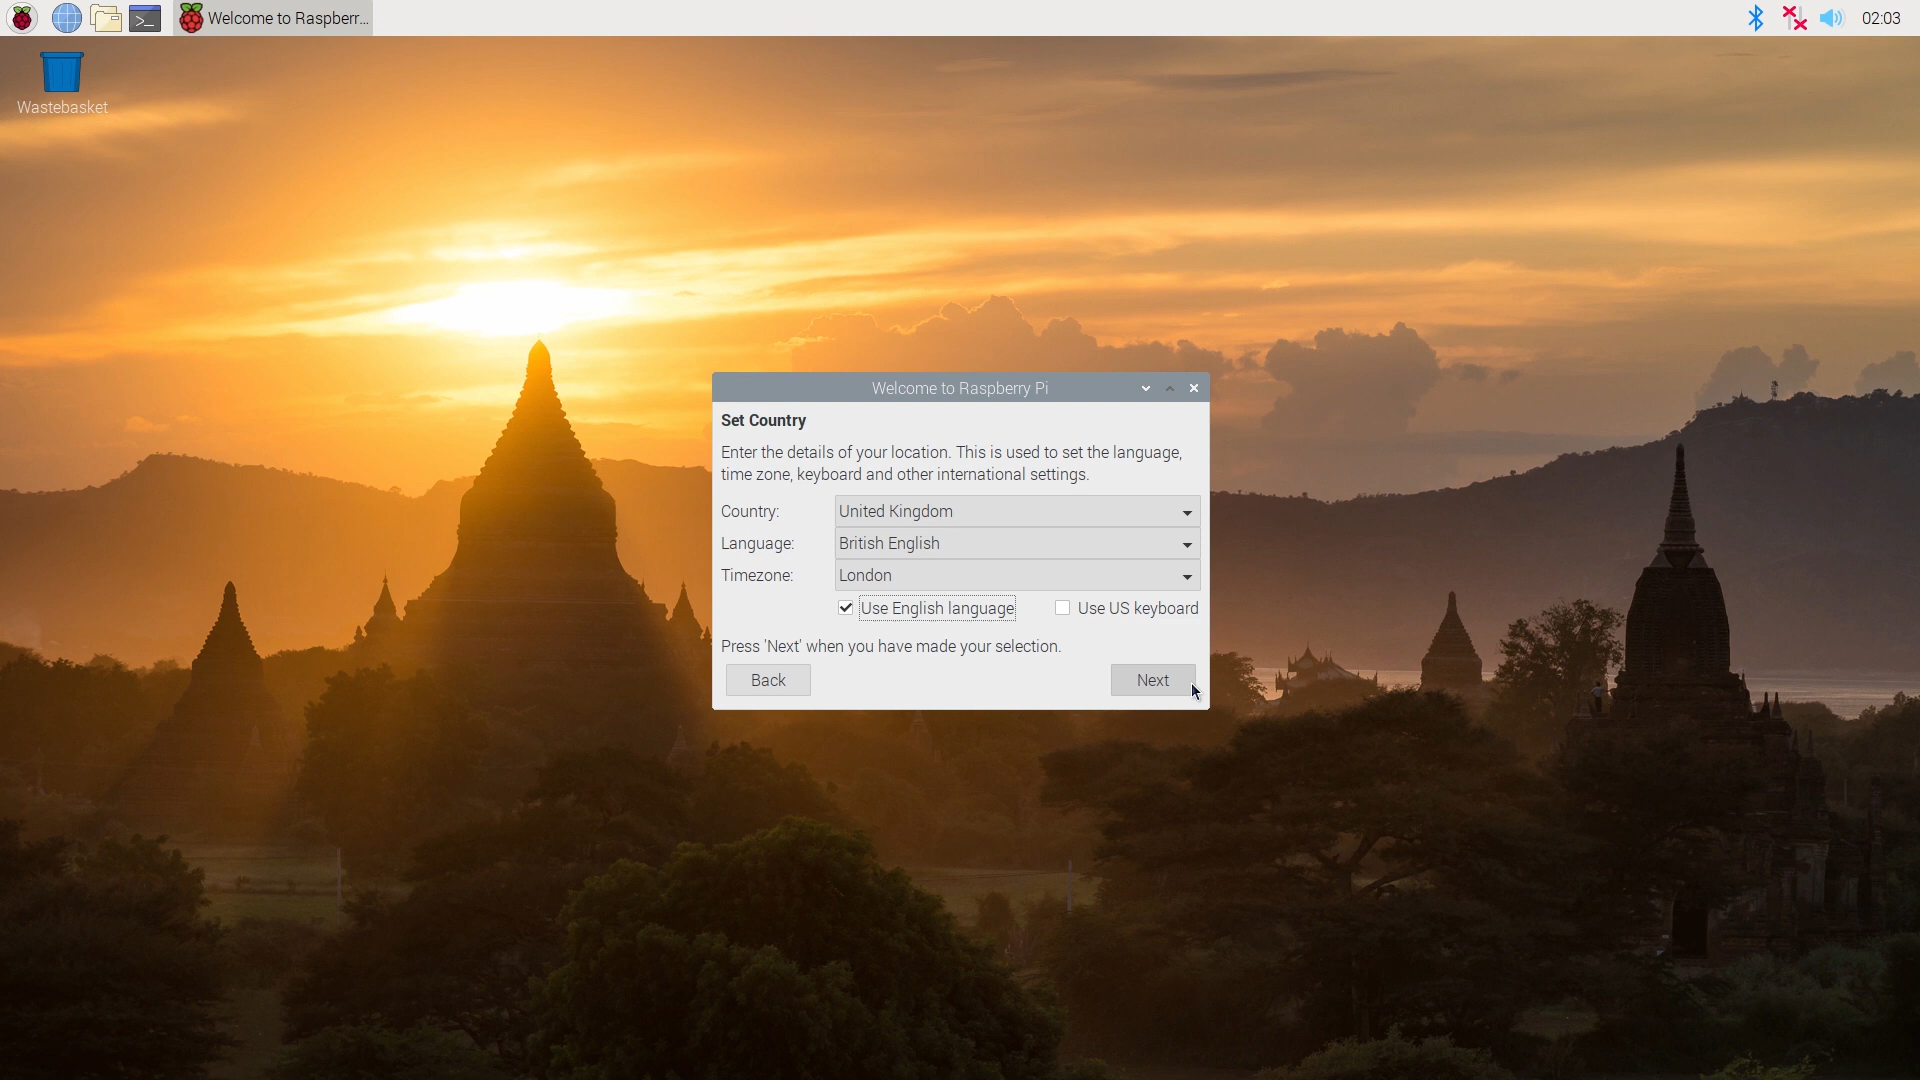 Welcome to Raspberr...
02:03
Wastebasket
Welcome to Raspberry Pi
Set Country
Enter the details of your location. This is used to set the language,
time zone, keyboard and other international settings.
Country: United Kingdom
Language: British English
Timezone: London
Use English language Use US keyboard
Press 'Next' when you have made your selection.
Back Next